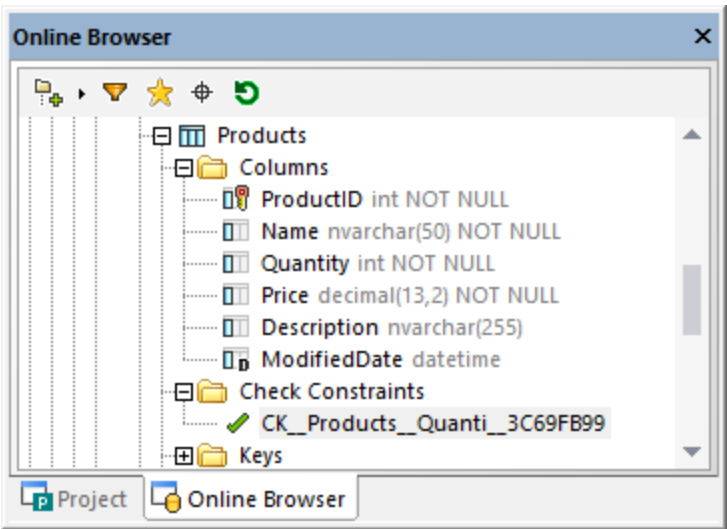 Online Browser
Products
Columns
ProductID int NOT NULL
Name nvarchar(50) NOT NULL
Quantity int NOT NULL
Price decimal(13,2) NOT NULL
Description nvarchar(255)
ModifiedDate datetime
Check Constraints
CK__Products__Quanti__3C69FB99
Keys
Project Online Browser